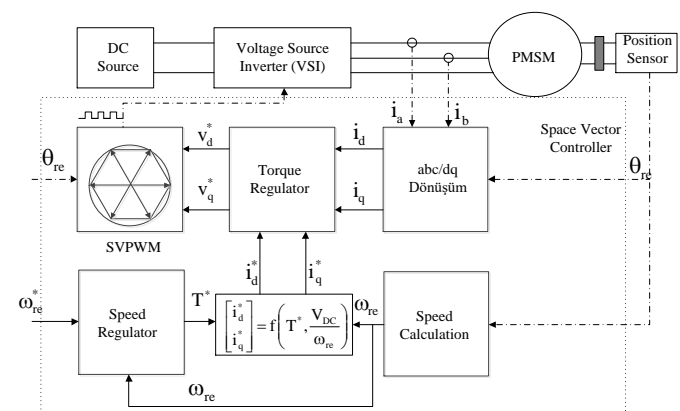 DC
Source
Voltage Source
Inverter (VSI)
PMSM
Position
Sensor
i_a
i_b
Space Vector
Controller
θ_re
v_d^*
v_q^*
Torque
Regulator
i_d
i_q
abc/dq
Dönüşüm
θ_re
SVPWM
i_d^*
i_q^*
ω_re^*
Speed
Regulator
T^*
[i_d^* i_q^*] = f(T^*, V_DC/ω_re)
ω_re
Speed
Calculation
ω_re